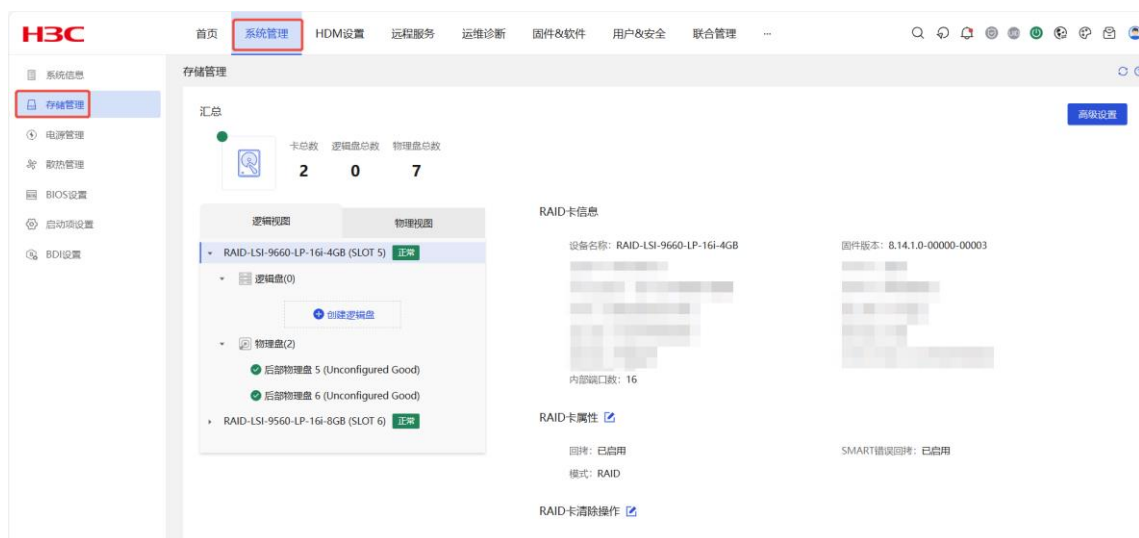 H3C
首页 系统管理 HDM设置 远程服务 运维诊断 固件&软件 用户&安全 联合管理 ...
系统信息
存储管理
电源管理
散热管理
BIOS设置
启动项设置
BDI设置
存储管理
汇总
高级设置
卡总数 逻辑盘总数 物理盘总数
2 0 7
逻辑视图 物理视图
RAID-LSI-9660-LP-16i-4GB (SLOT 5) 正常
逻辑盘(0)
创建逻辑盘
物理盘(2)
后部物理盘 5 (Unconfigured Good)
后部物理盘 6 (Unconfigured Good)
RAID-LSI-9560-LP-16i-8GB (SLOT 6) 正常
RAID卡信息
设备名称: RAID-LSI-9660-LP-16i-4GB 固件版本: 8.14.1.0-00000-00003
内部端口数: 16
RAID卡属性
回拷: 已启用 SMART错误回拷: 已启用
模式: RAID
RAID卡清除操作